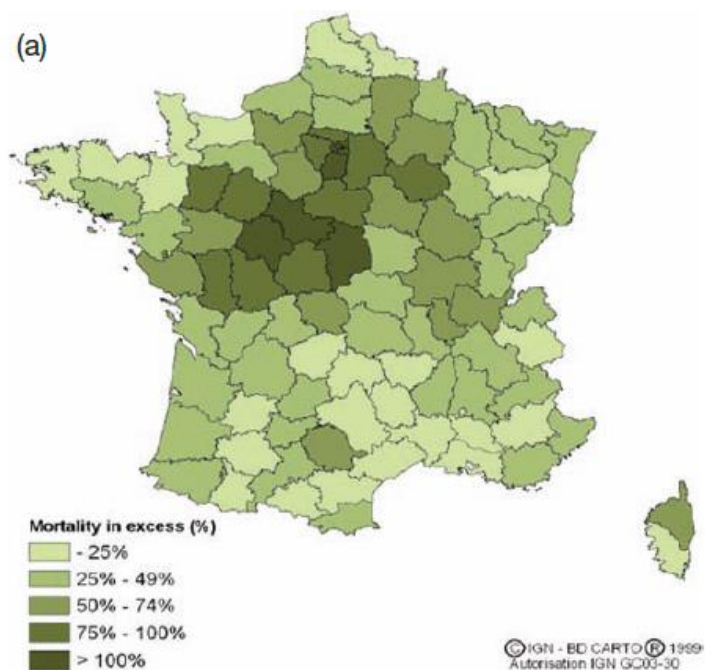 (a)
Mortality in excess (%)
- 25%
25% - 49%
50% - 74%
75% - 100%
> 100%
Ⓒ IGN - BD CARTO Ⓡ 1999
Autorisation IGN GC03-30